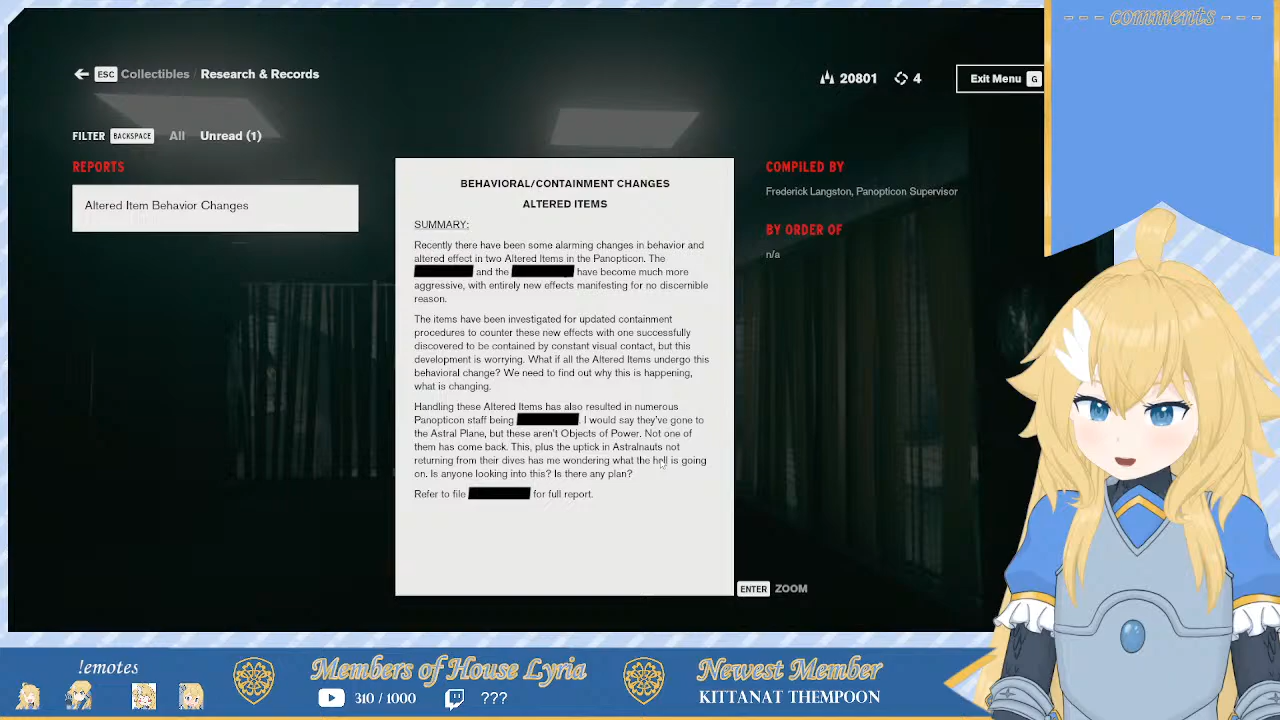 --- comments ---
ESC Collectibles / Research & Records
20801 4
Exit Menu G
FILTER BACKSPACE All Unread (1)
REPORTS
Altered Item Behavior Changes
BEHAVIORAL/CONTAINMENT CHANGES
ALTERED ITEMS
SUMMARY:
Recently there have been some alarming changes in behavior and
altered effect in two Altered Items in the Panopticon. The
and the have become much more
aggressive, with entirely new effects manifesting for no discernible
reason.
The items have been investigated for updated containment
procedures to counter these new effects with one successfully
discovered to be contained by constant visual contact, but this
development is worrying. What if all the Altered Items undergo this
behavioral change? We need to find out why this is happening,
what is changing.
Handling these Altered Items has also resulted in numerous
Panopticon staff being . I would say they've gone to
the Astral Plane, but these aren't Objects of Power. Not one of
them has come back. This, plus the uptick in Astralnauts not
returning from their dives has me wondering what the hell is going
on. Is anyone looking into this? Is there any plan?
Refer to file for full report.
COMPILED BY
Frederick Langston, Panopticon Supervisor
BY ORDER OF
n/a
ENTER ZOOM
!emotes
Members of House Lyria
310 / 1000 ???
Newest Member
KITTANAT THEMPOON